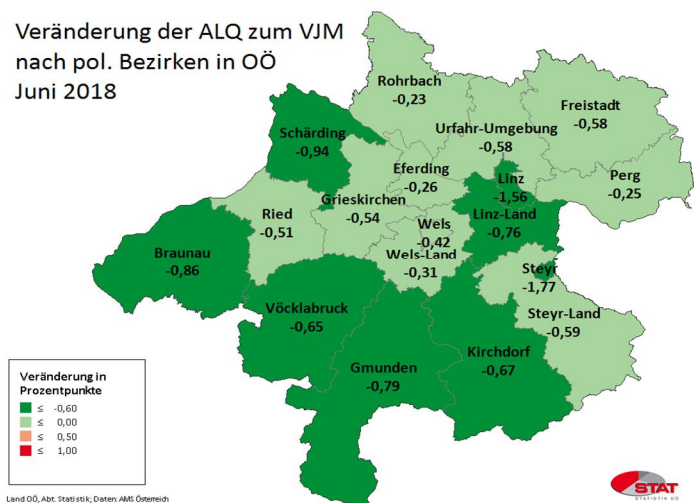 Veränderung der ALQ zum VJM
nach pol. Bezirken in OÖ
Juni 2018
Rohrbach
-0,23
Freistadt
-0,58
Schärding
-0,94
Urfahr-Umgebung
-0,58
Eferding
-0,26
Linz
-1,56
Perg
-0,25
Grieskirchen
-0,54
Ried
-0,51
Linz-Land
-0,76
Wels
-0,42
Wels-Land
-0,31
Braunau
-0,86
Steyr
-1,77
Vöcklabruck
-0,65
Steyr-Land
-0,59
Kirchdorf
-0,67
Gmunden
-0,79
Veränderung in
Prozentpunkte
≤ -0,60
≤ 0,00
≤ 0,50
≤ 1,00
Land OÖ, Abt. Statistik; Daten: AMS Österreich
STAT
STATISTIK OÖ